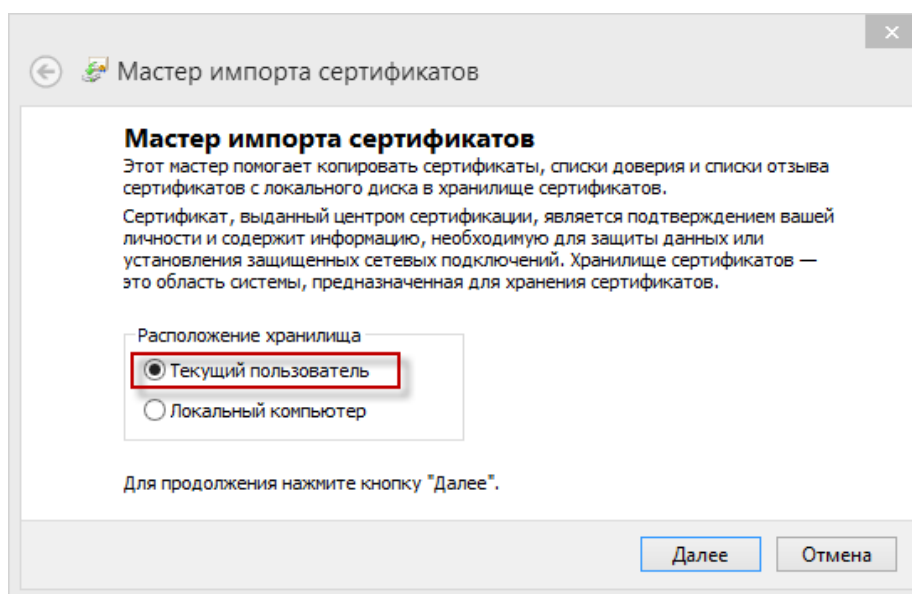 Мастер импорта сертификатов
Мастер импорта сертификатов
Этот мастер помогает копировать сертификаты, списки доверия и списки отзыва
сертификатов с локального диска в хранилище сертификатов.
Сертификат, выданный центром сертификации, является подтверждением вашей
личности и содержит информацию, необходимую для защиты данных или
установления защищенных сетевых подключений. Хранилище сертификатов —
это область системы, предназначенная для хранения сертификатов.
Расположение хранилища
Текущий пользователь
Локальный компьютер
Для продолжения нажмите кнопку "Далее".
Далее Отмена